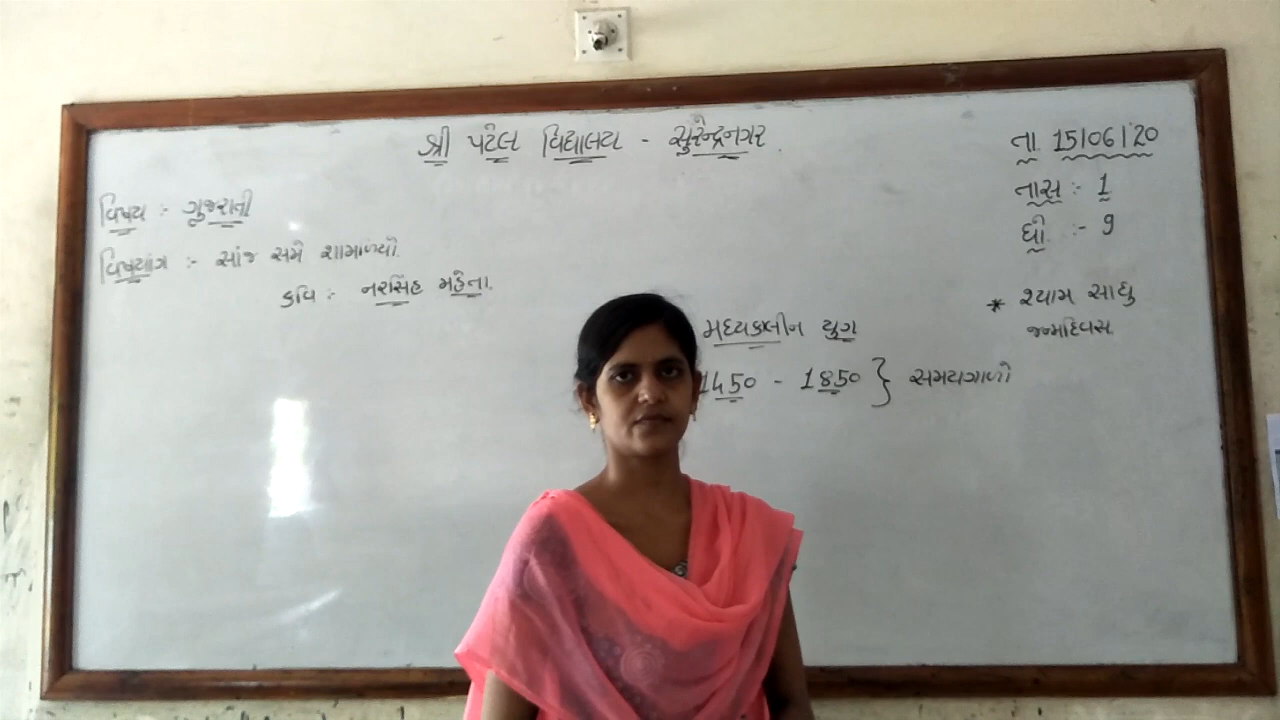 શ્રી પટેલ વિદ્યાલય - સુરેન્દ્રનગર.
તા. 15/06/20
વિષય :- ગુજરાતી
તાસ :- 1
ધો. :- 9
વિષયાંગ :- સાંજ સમે શામળિયો.
કવિ :- નરસિંહ મહેતા.
* શ્યામ સાધુ
જન્મદિવસ
મધ્યકાલીન યુગ
1450 - 1850 } સમયગાળો